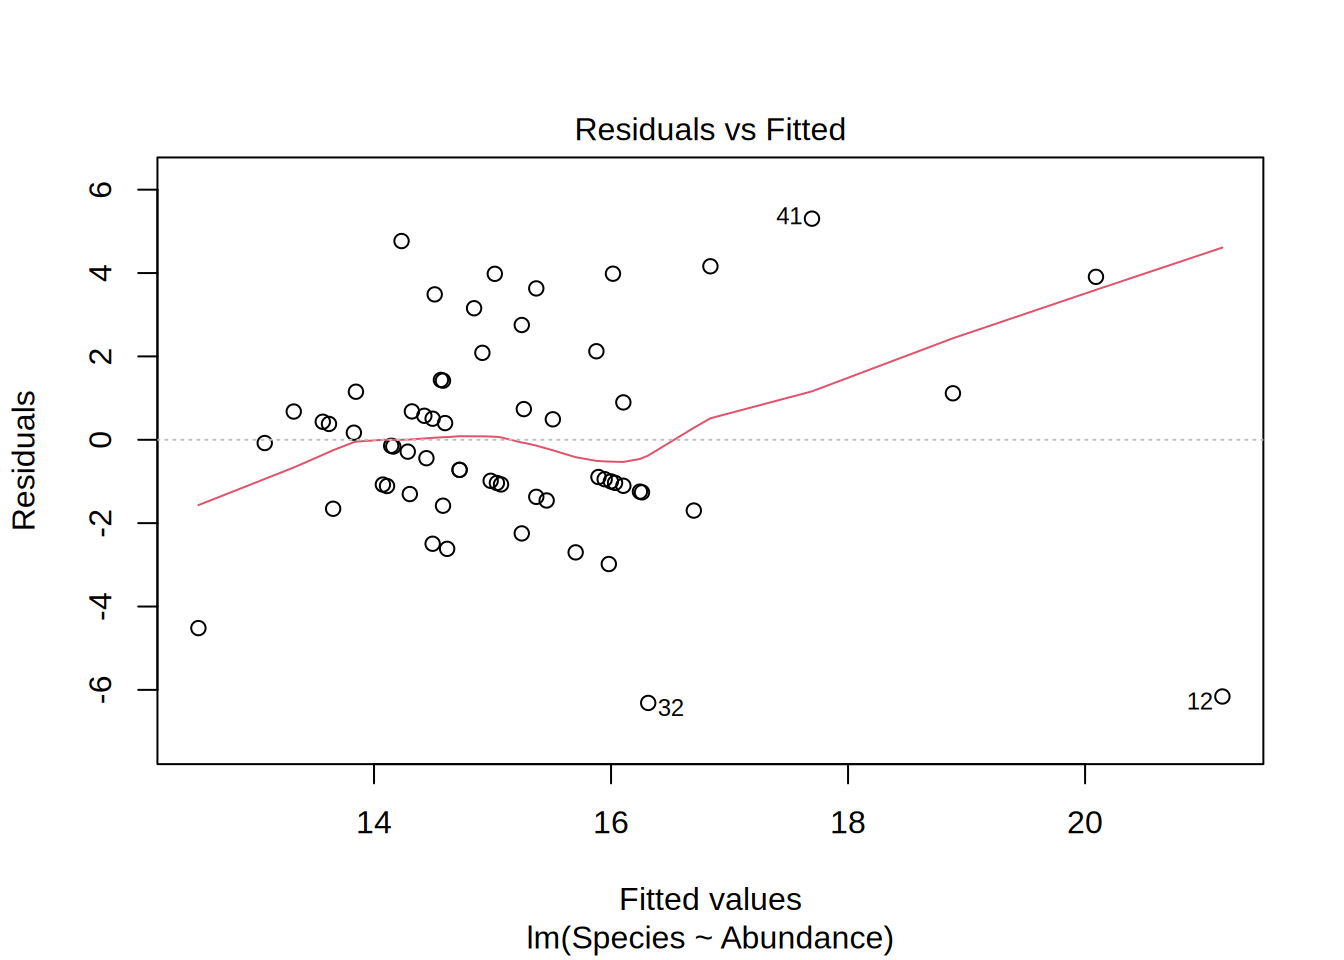 Residuals vs Fitted
Residuals
6
4
2
0
-2
-4
-6
41
32
12
14 16 18 20
Fitted values
lm(Species ~ Abundance)